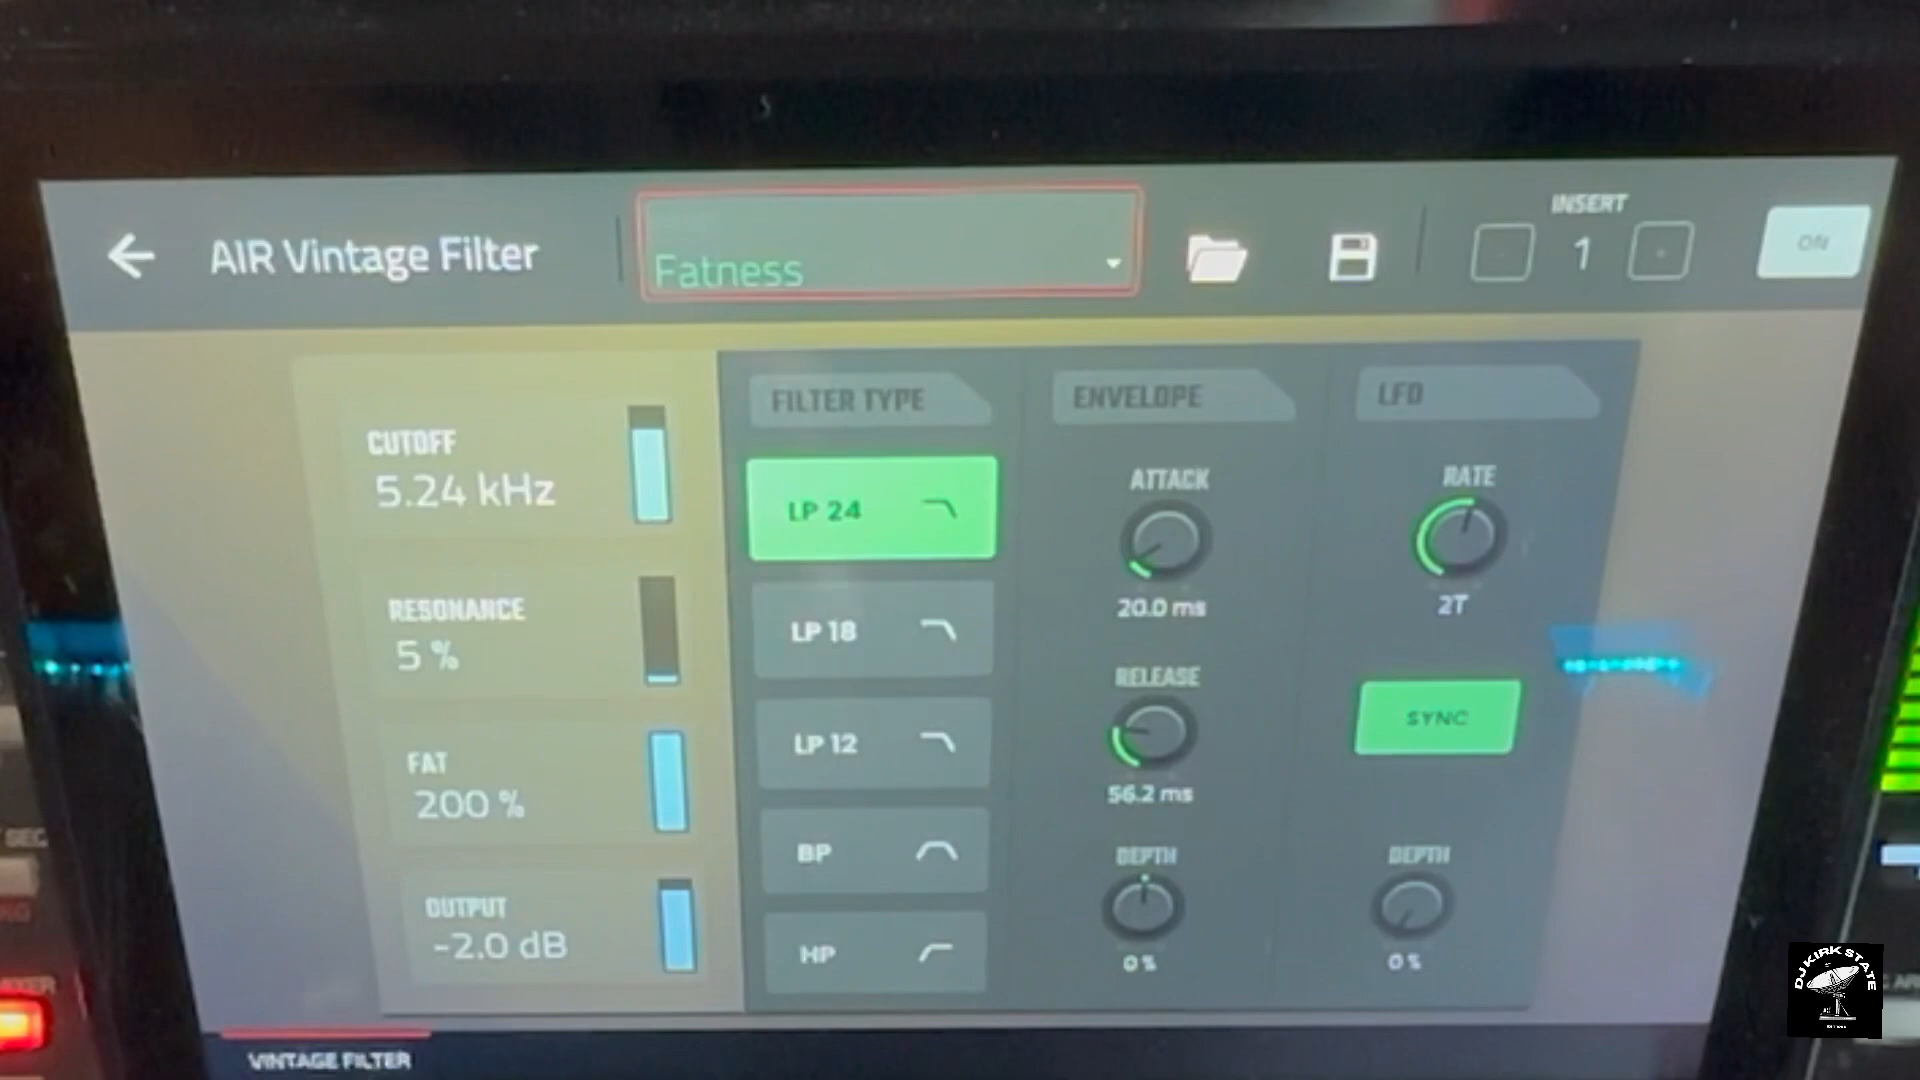 AIR Vintage Filter
Fatness
INSERT
1
ON
CUTOFF
5.24 kHz
RESONANCE
5 %
FAT
200 %
OUTPUT
-2.0 dB
FILTER TYPE
LP 24
LP 18
LP 12
BP
HP
ENVELOPE
ATTACK
20.0 ms
RELEASE
56.2 ms
DEPTH
0 %
LFO
RATE
2T
SYNC
DEPTH
0 %
VINTAGE FILTER
SEC
DJ KIRK STATE